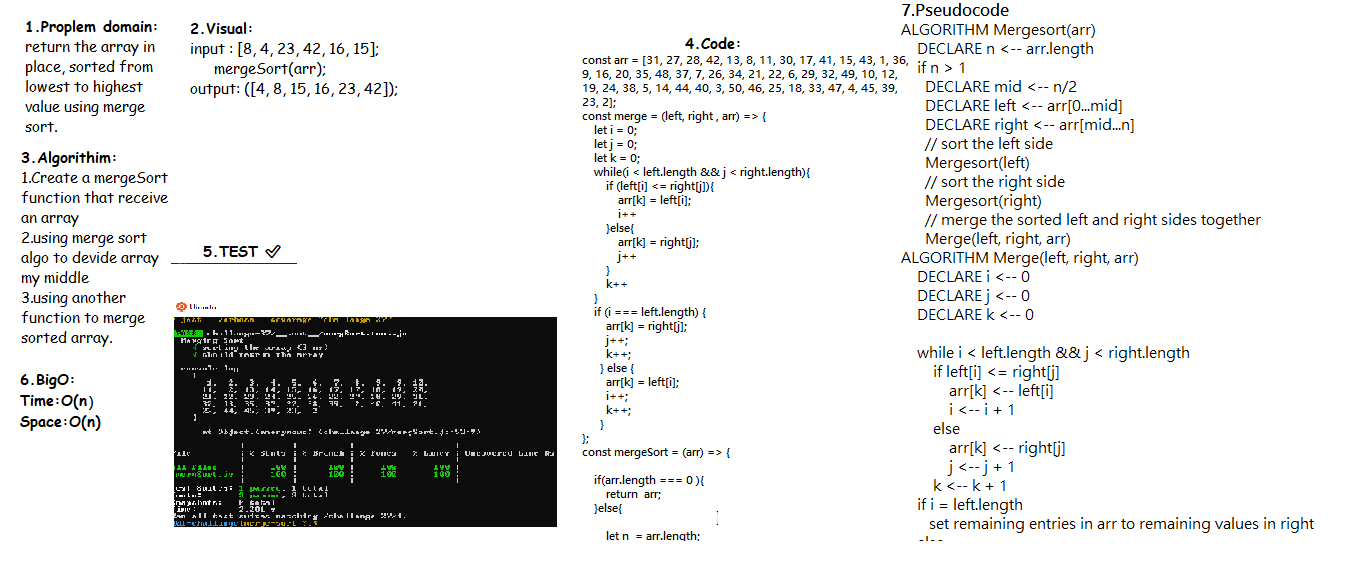 1.Proplem domain:
return the array in
place, sorted from
lowest to highest
value using merge
sort.
2.Visual:
input : [8, 4, 23, 42, 16, 15];
mergeSort(arr);
output: ([4, 8, 15, 16, 23, 42]);
3.Algorithim:
1.Create a mergeSort
function that receive
an array
2.using merge sort
algo to devide array
my middle
3.using another
function to merge
sorted array.
6.BigO:
Time:O(n)
Space:O(n)
5.TEST ✓
Ubuntu
Merging Sort
console.log
4.Code:
const arr = [31, 27, 28, 42, 13, 8, 11, 30, 17, 41, 15, 43, 1, 36,
9, 16, 20, 35, 48, 37, 7, 26, 34, 21, 22, 6, 29, 32, 49, 10, 12,
19, 24, 38, 5, 14, 44, 40, 3, 50, 46, 25, 18, 33, 47, 4, 45, 39,
23, 2];
const merge = (left, right , arr) => {
let i = 0;
let j = 0;
let k = 0;
while(i < left.length && j < right.length){
if (left[i] <= right[j]){
arr[k] = left[i];
i++
}else{
arr[k] = right[j];
j++
}
k++
}
if (i === left.length) {
arr[k] = right[j];
j++;
k++;
} else {
arr[k] = left[i];
i++;
k++;
}
};
const mergeSort = (arr) => {
if(arr.length === 0 ){
return arr;
}else{
let n = arr.length;
7.Pseudocode
ALGORITHM Mergesort(arr)
DECLARE n <-- arr.length
if n > 1
DECLARE mid <-- n/2
DECLARE left <-- arr[0...mid]
DECLARE right <-- arr[mid...n]
// sort the left side
Mergesort(left)
// sort the right side
Mergesort(right)
// merge the sorted left and right sides together
Merge(left, right, arr)
ALGORITHM Merge(left, right, arr)
DECLARE i <-- 0
DECLARE j <-- 0
DECLARE k <-- 0
while i < left.length && j < right.length
if left[i] <= right[j]
arr[k] <-- left[i]
i <-- i + 1
else
arr[k] <-- right[j]
j <-- j + 1
k <-- k + 1
if i = left.length
set remaining entries in arr to remaining values in right